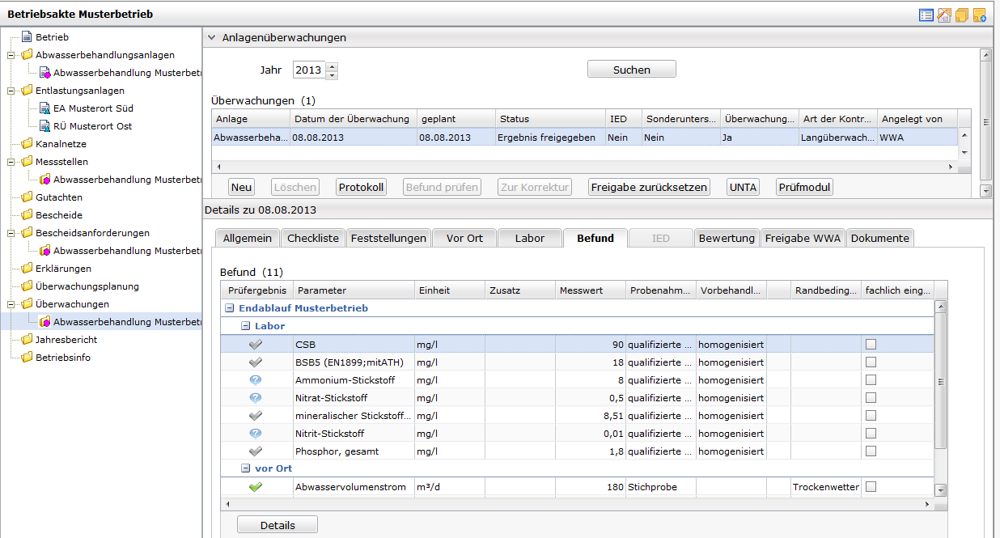 Betriebsakte Musterbetrieb
Betrieb
Abwasserbehandlungsanlagen
Abwasserbehandlung Musterbetr
Entlastungsanlagen
EA Musterort Süd
RÜ Musterort Ost
Kanalnetze
Messstellen
Abwasserbehandlung Musterbetr
Gutachten
Bescheide
Bescheidsanforderungen
Abwasserbehandlung Musterbetr
Erklärungen
Überwachungsplanung
Überwachungen
Abwasserbehandlung Musterbetr
Jahresbericht
Betriebsinfo
Anlagenüberwachungen
Jahr 2013 Suchen
Überwachungen (1)
Anlage Datum der Überwachung geplant Status IED Sonderunters... Überwachung... Art der Kontr... Angelegt von
Abwasserbeha... 08.08.2013 08.08.2013 Ergebnis freigegeben Nein Nein Ja Langüberwach... WWA
Neu Löschen Protokoll Befund prüfen Zur Korrektur Freigabe zurücksetzen UNTA Prüfmodul
Details zu 08.08.2013
Allgemein Checkliste Feststellungen Vor Ort Labor Befund IED Bewertung Freigabe WWA Dokumente
Befund (11)
Prüfergebnis Parameter Einheit Zusatz Messwert Probenahm... Vorbehandl... Randbeding... fachlich eing...
Endablauf Musterbetrieb
Labor
CSB mg/l 90 qualifizierte ... homogenisiert
BSB5 (EN1899;mitATH) mg/l 18 qualifizierte ... homogenisiert
Ammonium-Stickstoff mg/l 8 qualifizierte ... homogenisiert
Nitrat-Stickstoff mg/l 0,5 qualifizierte ... homogenisiert
mineralischer Stickstoff... mg/l 8,51 qualifizierte ... homogenisiert
Nitrit-Stickstoff mg/l 0,01 qualifizierte ... homogenisiert
Phosphor, gesamt mg/l 1,8 qualifizierte ... homogenisiert
vor Ort
Abwasservolumenstrom m³/d 180 Stichprobe Trockenwetter
Details